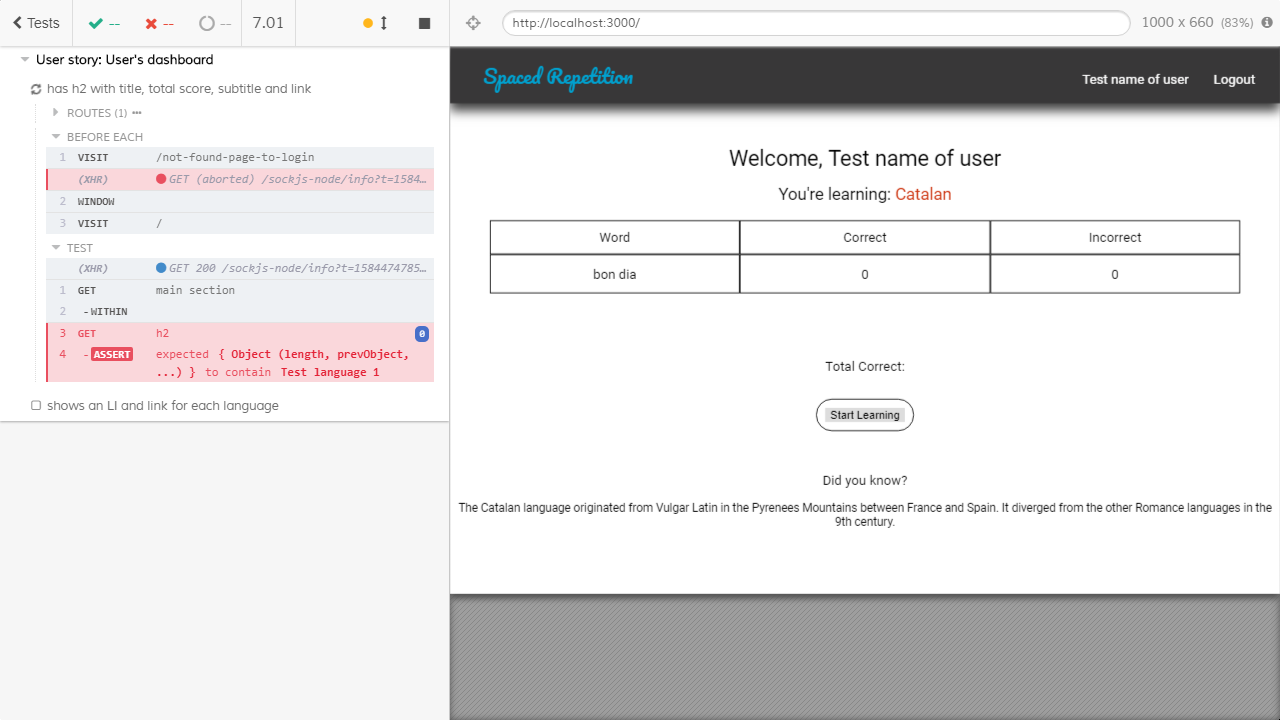 Tests
--
--
--
7.01
http://localhost:3000/
1000 x 660 (83%)
User story: User's dashboard
has h2 with title, total score, subtitle and link
ROUTES (1)
BEFORE EACH
1 VISIT /not-found-page-to-login
(XHR) GET (aborted) /sockjs-node/info?t=1584…
2 WINDOW
3 VISIT /
TEST
(XHR) GET 200 /sockjs-node/info?t=1584474785…
1 GET main section
2 -WITHIN
3 GET h2 0
4 -ASSERT expected { Object (length, prevObject,
...) } to contain Test language 1
shows an LI and link for each language
Spaced Repetition
Test name of user Logout
Welcome, Test name of user
You're learning: Catalan
Word Correct Incorrect
bon dia 0 0
Total Correct:
Start Learning
Did you know?
The Catalan language originated from Vulgar Latin in the Pyrenees Mountains between France and Spain. It diverged from the other Romance languages in the
9th century.